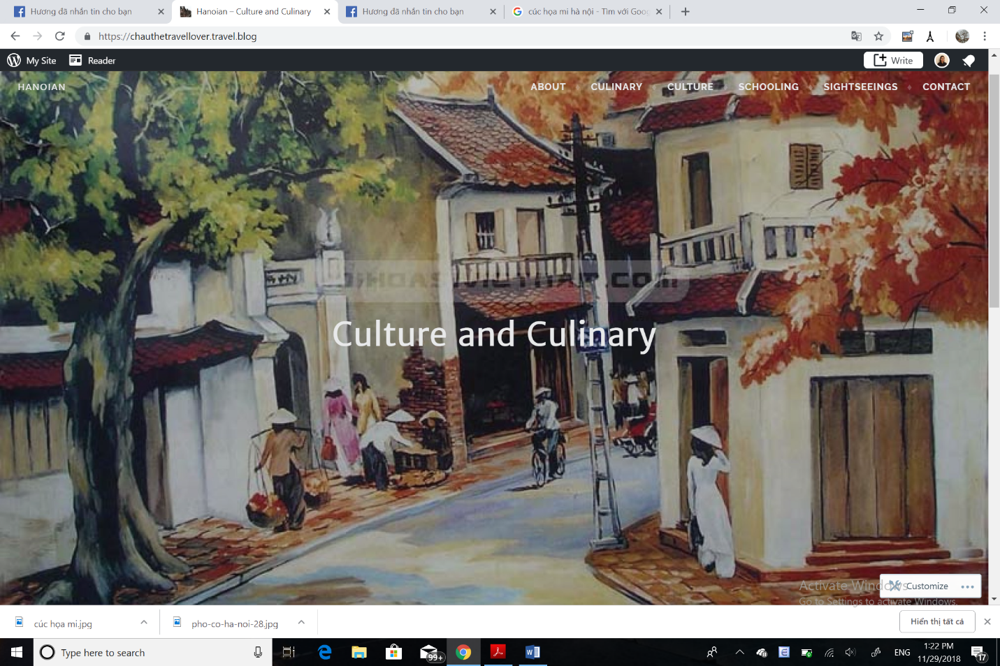 Hương đã nhắn tin cho bạn
Hanoian – Culture and Culinary
Hương đã nhắn tin cho bạn
cúc họa mi hà nội - Tìm với Goo
https://chauthetravellover.travel.blog
My Site
Reader
Write
HANOIAN
ABOUT
CULINARY
CULTURE
SCHOOLING
SIGHTSEEINGS
CONTACT
Culture and Culinary
Activate Windows
Go to Settings to activate Windows.
Customize
cúc họa mi.jpg
pho-co-ha-noi-28.jpg
Hiển thị tất cả
Type here to search
99+
ENG
1:22 PM
11/29/2018
17